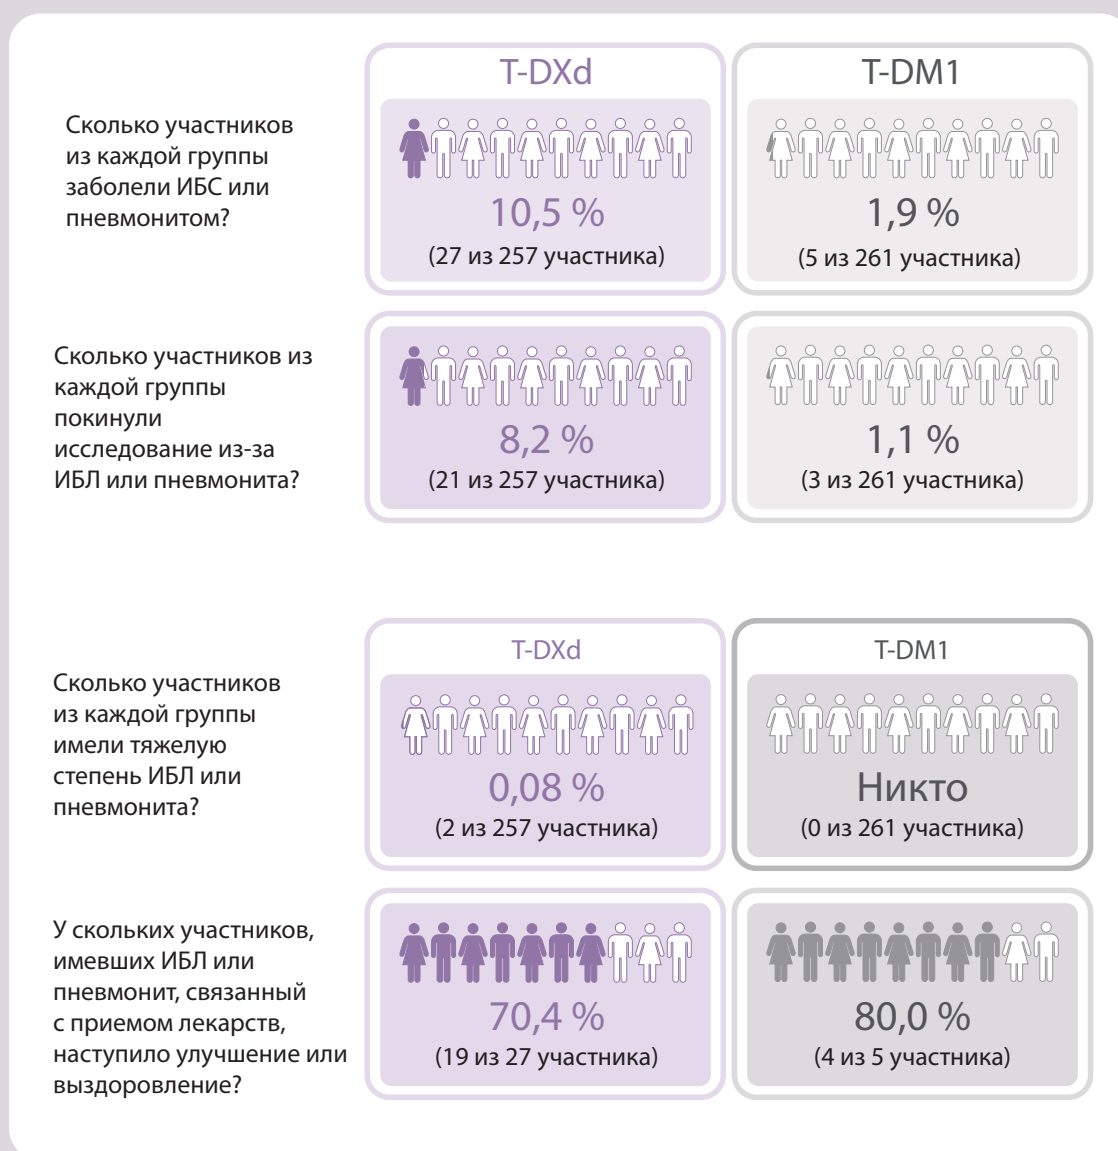 T-DXd
T-DM1
Сколько участников
из каждой группы
заболели ИБС или
пневмонитом?
10,5 %
(27 из 257 участника)
1,9 %
(5 из 261 участника)
Сколько участников из
каждой группы
покинули
исследование из-за
ИБЛ или пневмонита?
8,2 %
(21 из 257 участника)
1,1 %
(3 из 261 участника)
T-DXd
T-DM1
Сколько участников
из каждой группы
имели тяжелую
степень ИБЛ или
пневмонита?
0,08 %
(2 из 257 участника)
Никто
(0 из 261 участника)
У скольких участников,
имевших ИБЛ или
пневмонит, связанный
с приемом лекарств,
наступило улучшение или
выздоровление?
70,4 %
(19 из 27 участника)
80,0 %
(4 из 5 участника)